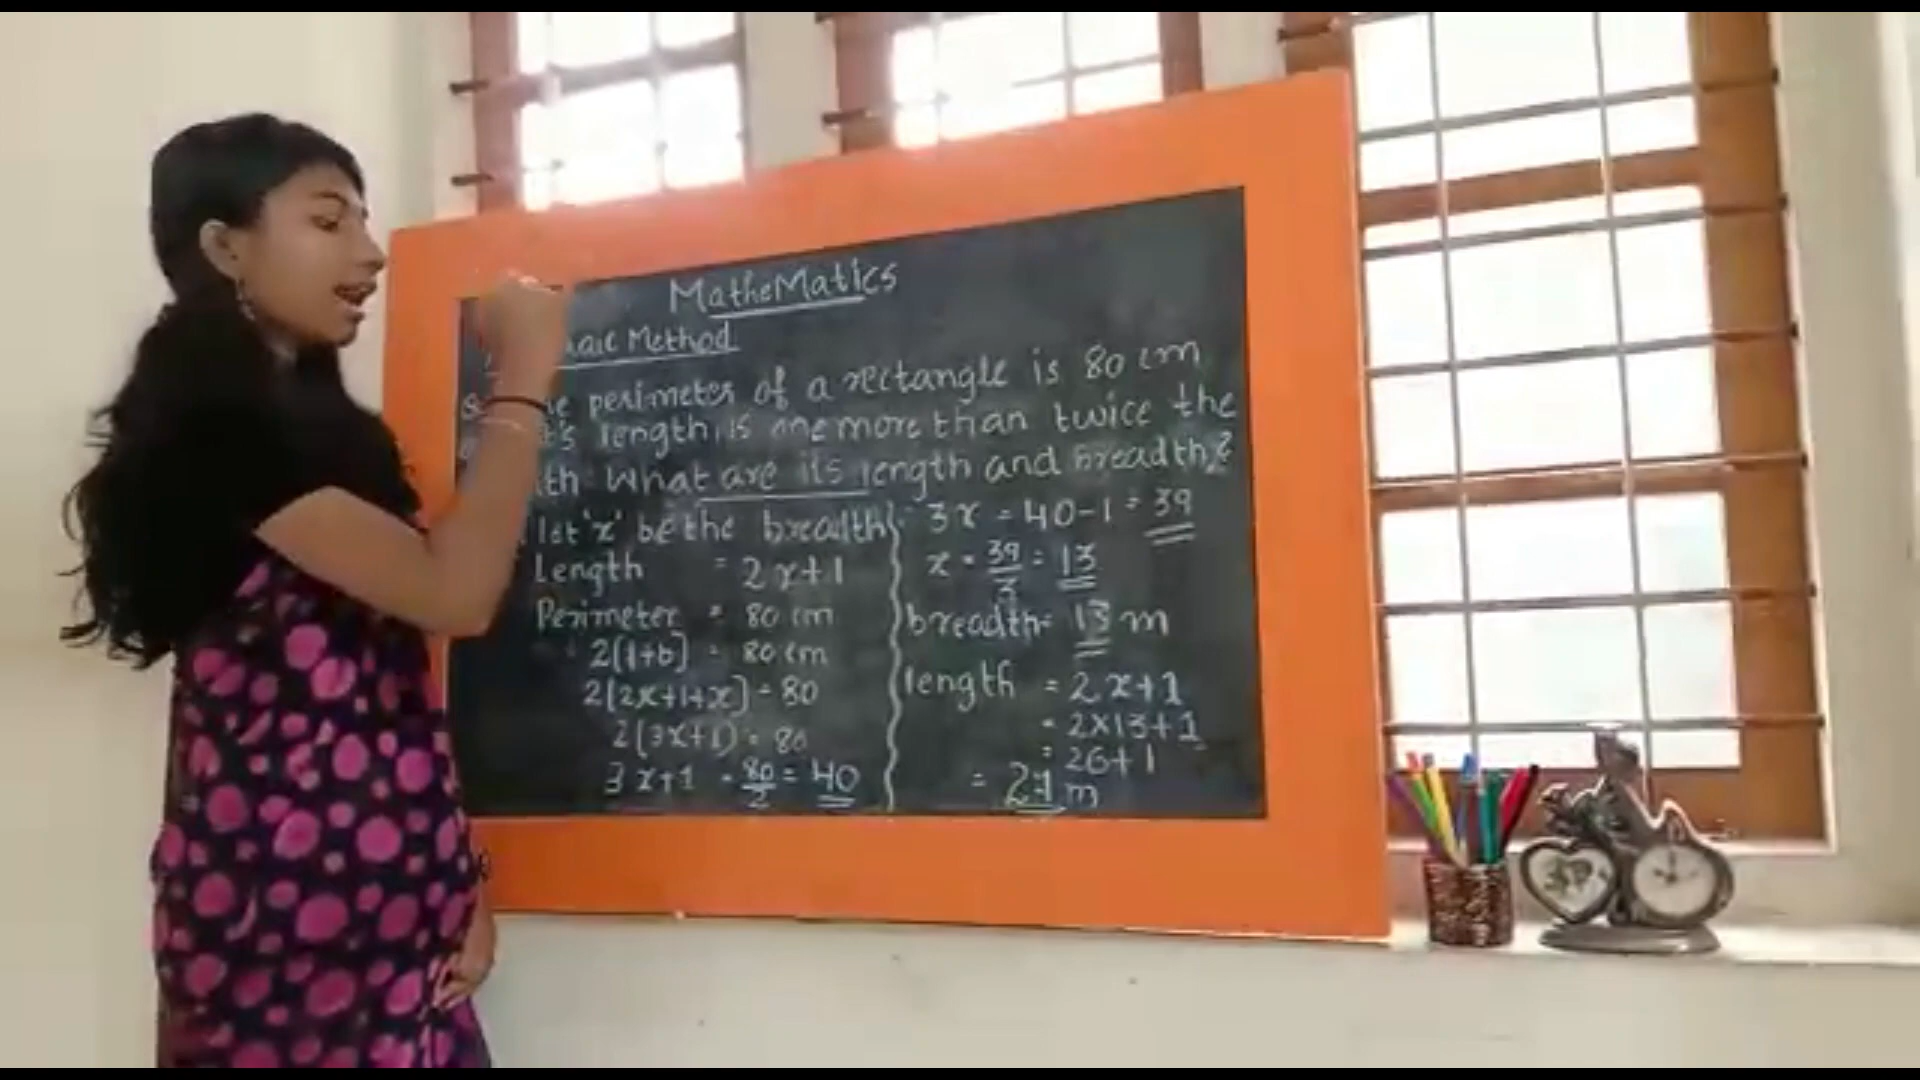 MatheMatics
Method
perimeter of a rectangle is 80 cm
length is one more than twice the
What are its length and breadth?
let 'x' be the breadth
Length = 2x+1
Perimeter = 80 cm
2(l+b) = 80 cm
2(2x+1+x) = 80
2(3x+1) = 80
3x+1 = 80/2 = 40
3x = 40-1 = 39
x = 39/3 = 13
breadth = 13 m
length = 2x+1
= 2x13+1
= 26+1
= 27 m